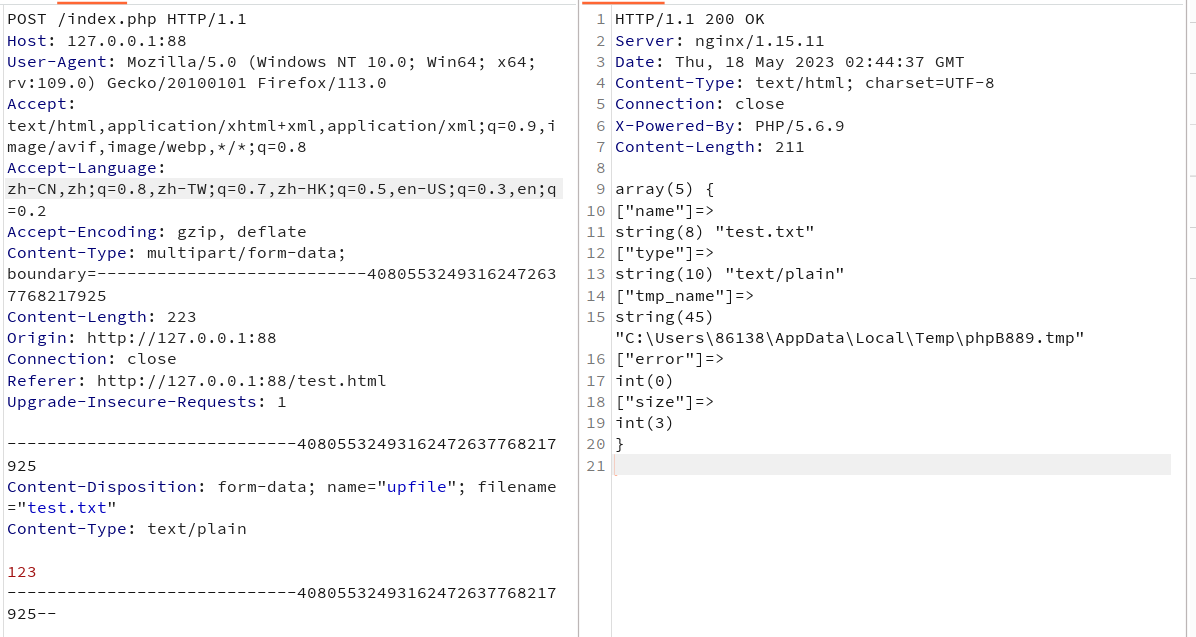 POST /index.php HTTP/1.1
Host: 127.0.0.1:88
User-Agent: Mozilla/5.0 (Windows NT 10.0; Win64; x64;
rv:109.0) Gecko/20100101 Firefox/113.0
Accept:
text/html,application/xhtml+xml,application/xml;q=0.9,i
mage/avif,image/webp,*/*;q=0.8
Accept-Language:
zh-CN,zh;q=0.8,zh-TW;q=0.7,zh-HK;q=0.5,en-US;q=0.3,en;q
=0.2
Accept-Encoding: gzip, deflate
Content-Type: multipart/form-data;
boundary=---------------------------4080553249316247263
7768217925
Content-Length: 223
Origin: http://127.0.0.1:88
Connection: close
Referer: http://127.0.0.1:88/test.html
Upgrade-Insecure-Requests: 1
-----------------------------40805532493162472637768217
925
Content-Disposition: form-data; name="upfile"; filename
="test.txt"
Content-Type: text/plain
123
-----------------------------40805532493162472637768217
925--
1 HTTP/1.1 200 OK
2 Server: nginx/1.15.11
3 Date: Thu, 18 May 2023 02:44:37 GMT
4 Content-Type: text/html; charset=UTF-8
5 Connection: close
6 X-Powered-By: PHP/5.6.9
7 Content-Length: 211
8
9 array(5) {
10 ["name"]=>
11 string(8) "test.txt"
12 ["type"]=>
13 string(10) "text/plain"
14 ["tmp_name"]=>
15 string(45)
"C:\Users\86138\AppData\Local\Temp\phpB889.tmp"
16 ["error"]=>
17 int(0)
18 ["size"]=>
19 int(3)
20 }
21